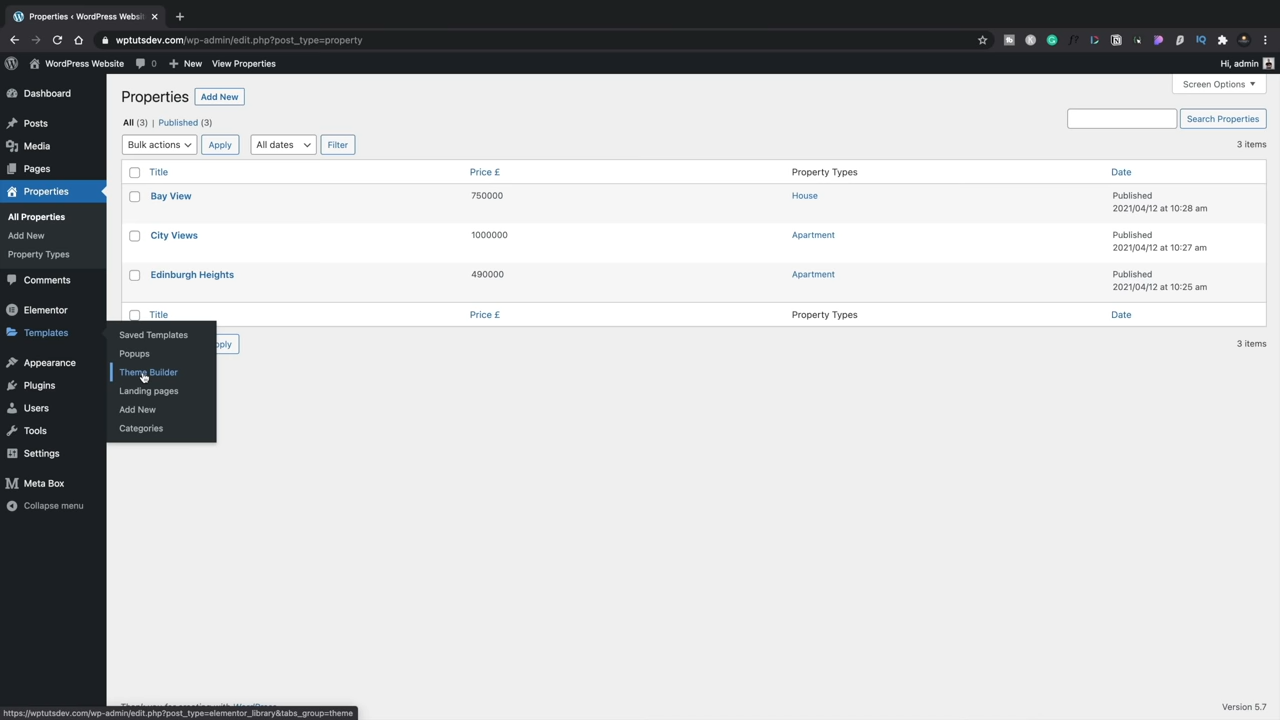 Properties ‹ WordPress Websit
wptutsdev.com/wp-admin/edit.php?post_type=property
WordPress Website 0 New View Properties Hi, admin
Dashboard
Posts
Media
Pages
Properties
All Properties
Add New
Property Types
Comments
Elementor
Templates
Appearance
Plugins
Users
Tools
Settings
Meta Box
Collapse menu
Saved Templates
Popups
Theme Builder
Landing pages
Add New
Categories
Screen Options
Properties Add New
All (3) | Published (3)
Search Properties
Bulk actions Apply All dates Filter 3 items
Title Price £ Property Types Date
Bay View 750000 House Published
2021/04/12 at 10:28 am
City Views 1000000 Apartment Published
2021/04/12 at 10:27 am
Edinburgh Heights 490000 Apartment Published
2021/04/12 at 10:25 am
Title Price £ Property Types Date
pply 3 items
Version 5.7
https://wptutsdev.com/wp-admin/edit.php?post_type=elementor_library&tabs_group=theme